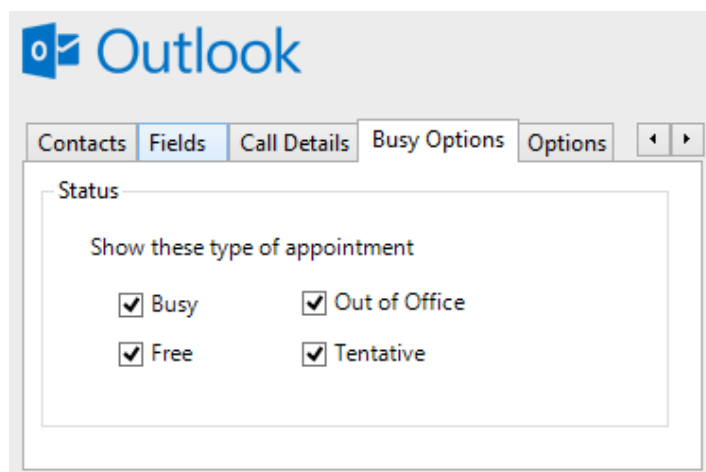 Outlook
Contacts Fields Call Details Busy Options Options
Status
Show these type of appointment
Busy Out of Office
Free Tentative